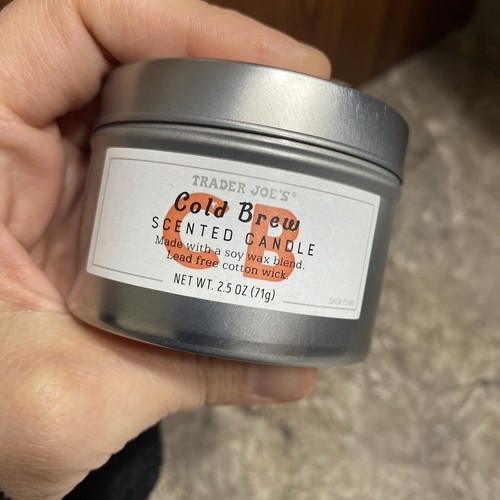 TRADER JOE'S®
CB
Cold Brew
SCENTED CANDLE
Made with a soy wax blend.
Lead free cotton wick.
NET WT. 2.5 OZ (71g)